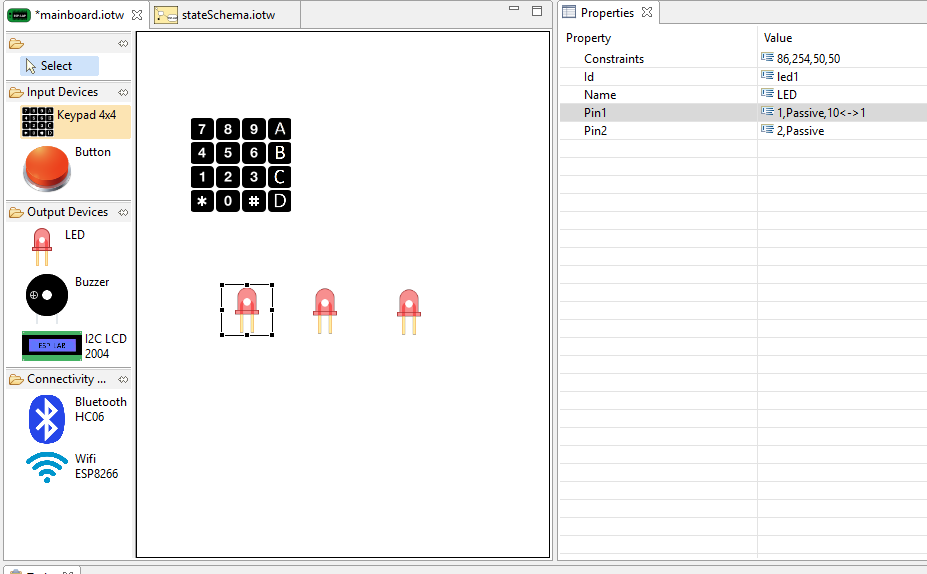 *mainboard.iotw
stateSchema.iotw
Select
Input Devices
Keypad 4x4
Button
Output Devices
LED
Buzzer
ESP LAB
I2C LCD
2004
Connectivity ...
Bluetooth
HC06
Wifi
ESP8266
7 8 9 A
4 5 6 B
1 2 3 C
* 0 # D
Properties
Property Value
Constraints 86,254,50,50
Id led1
Name LED
Pin1 1,Passive,10<->1
Pin2 2,Passive